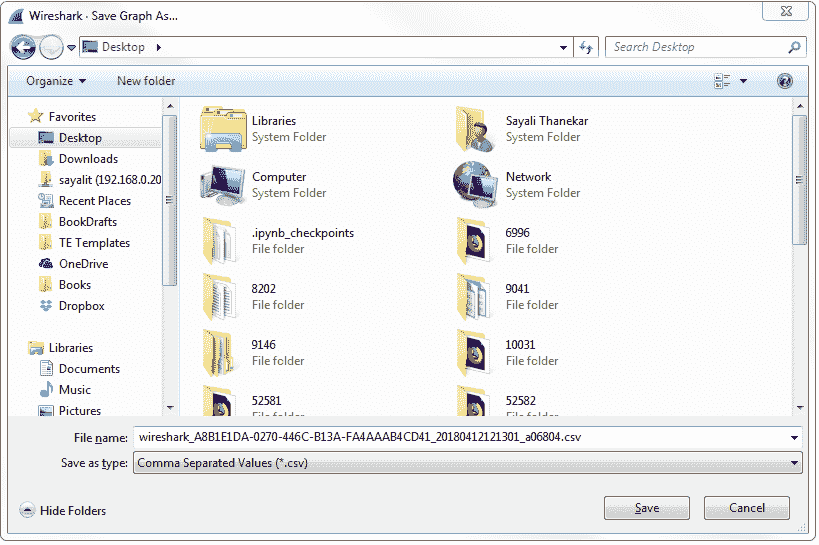 Wireshark · Save Graph As...
Desktop
Search Desktop
Organize
New folder
Favorites
Desktop
Downloads
sayalit (192.168.0.20
Recent Places
BookDrafts
TE Templates
OneDrive
Books
Dropbox
Libraries
Documents
Music
Pictures
Libraries
System Folder
Sayali Thanekar
System Folder
Computer
System Folder
Network
System Folder
.ipynb_checkpoints
File folder
6996
File folder
8202
File folder
9041
File folder
9146
File folder
10031
File folder
52581
File folder
52582
File folder
File name: wireshark_A8B1E1DA-0270-446C-B13A-FA4AAAB4CD41_20180412121301_a06804.csv
Save as type: Comma Separated Values (*.csv)
Hide Folders
Save
Cancel